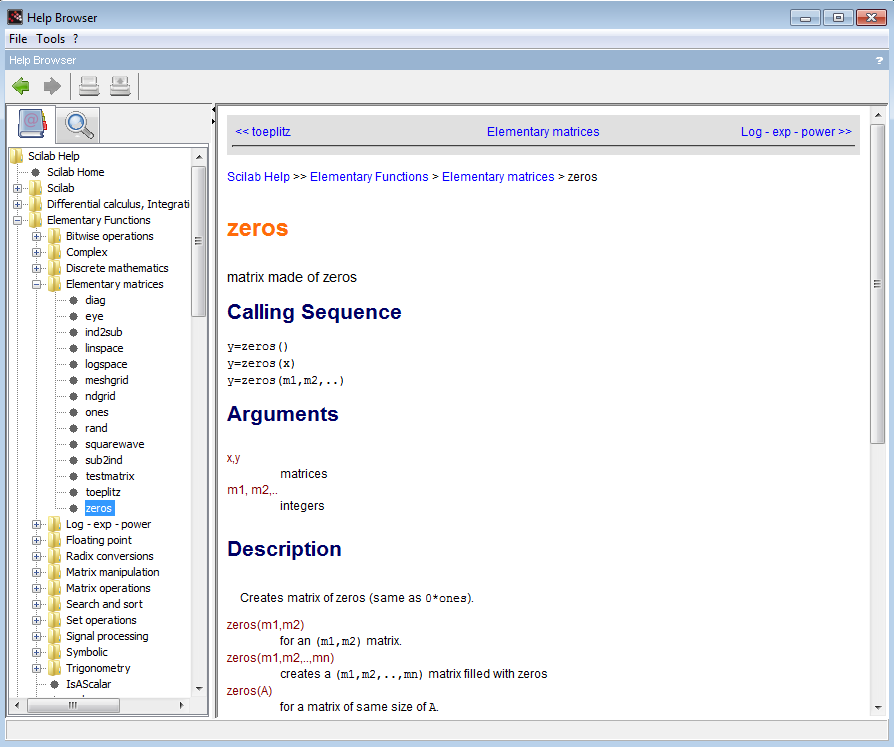 Help Browser
File Tools ?
Help Browser ?
Scilab Help
Scilab Home
Scilab
Differential calculus, Integrati
Elementary Functions
Bitwise operations
Complex
Discrete mathematics
Elementary matrices
diag
eye
ind2sub
linspace
logspace
meshgrid
ndgrid
ones
rand
squarewave
sub2ind
testmatrix
toeplitz
zeros
Log - exp - power
Floating point
Radix conversions
Matrix manipulation
Matrix operations
Search and sort
Set operations
Signal processing
Symbolic
Trigonometry
IsAScalar
<< toeplitz Elementary matrices Log - exp - power >>
Scilab Help >> Elementary Functions > Elementary matrices > zeros
zeros
matrix made of zeros
Calling Sequence
y=zeros()
y=zeros(x)
y=zeros(m1,m2,..)
Arguments
x,y
matrices
m1, m2,..
integers
Description
Creates matrix of zeros (same as 0*ones).
zeros(m1,m2)
for an (m1,m2) matrix.
zeros(m1,m2,..,mn)
creates a (m1,m2,..,mn) matrix filled with zeros
zeros(A)
for a matrix of same size of A.